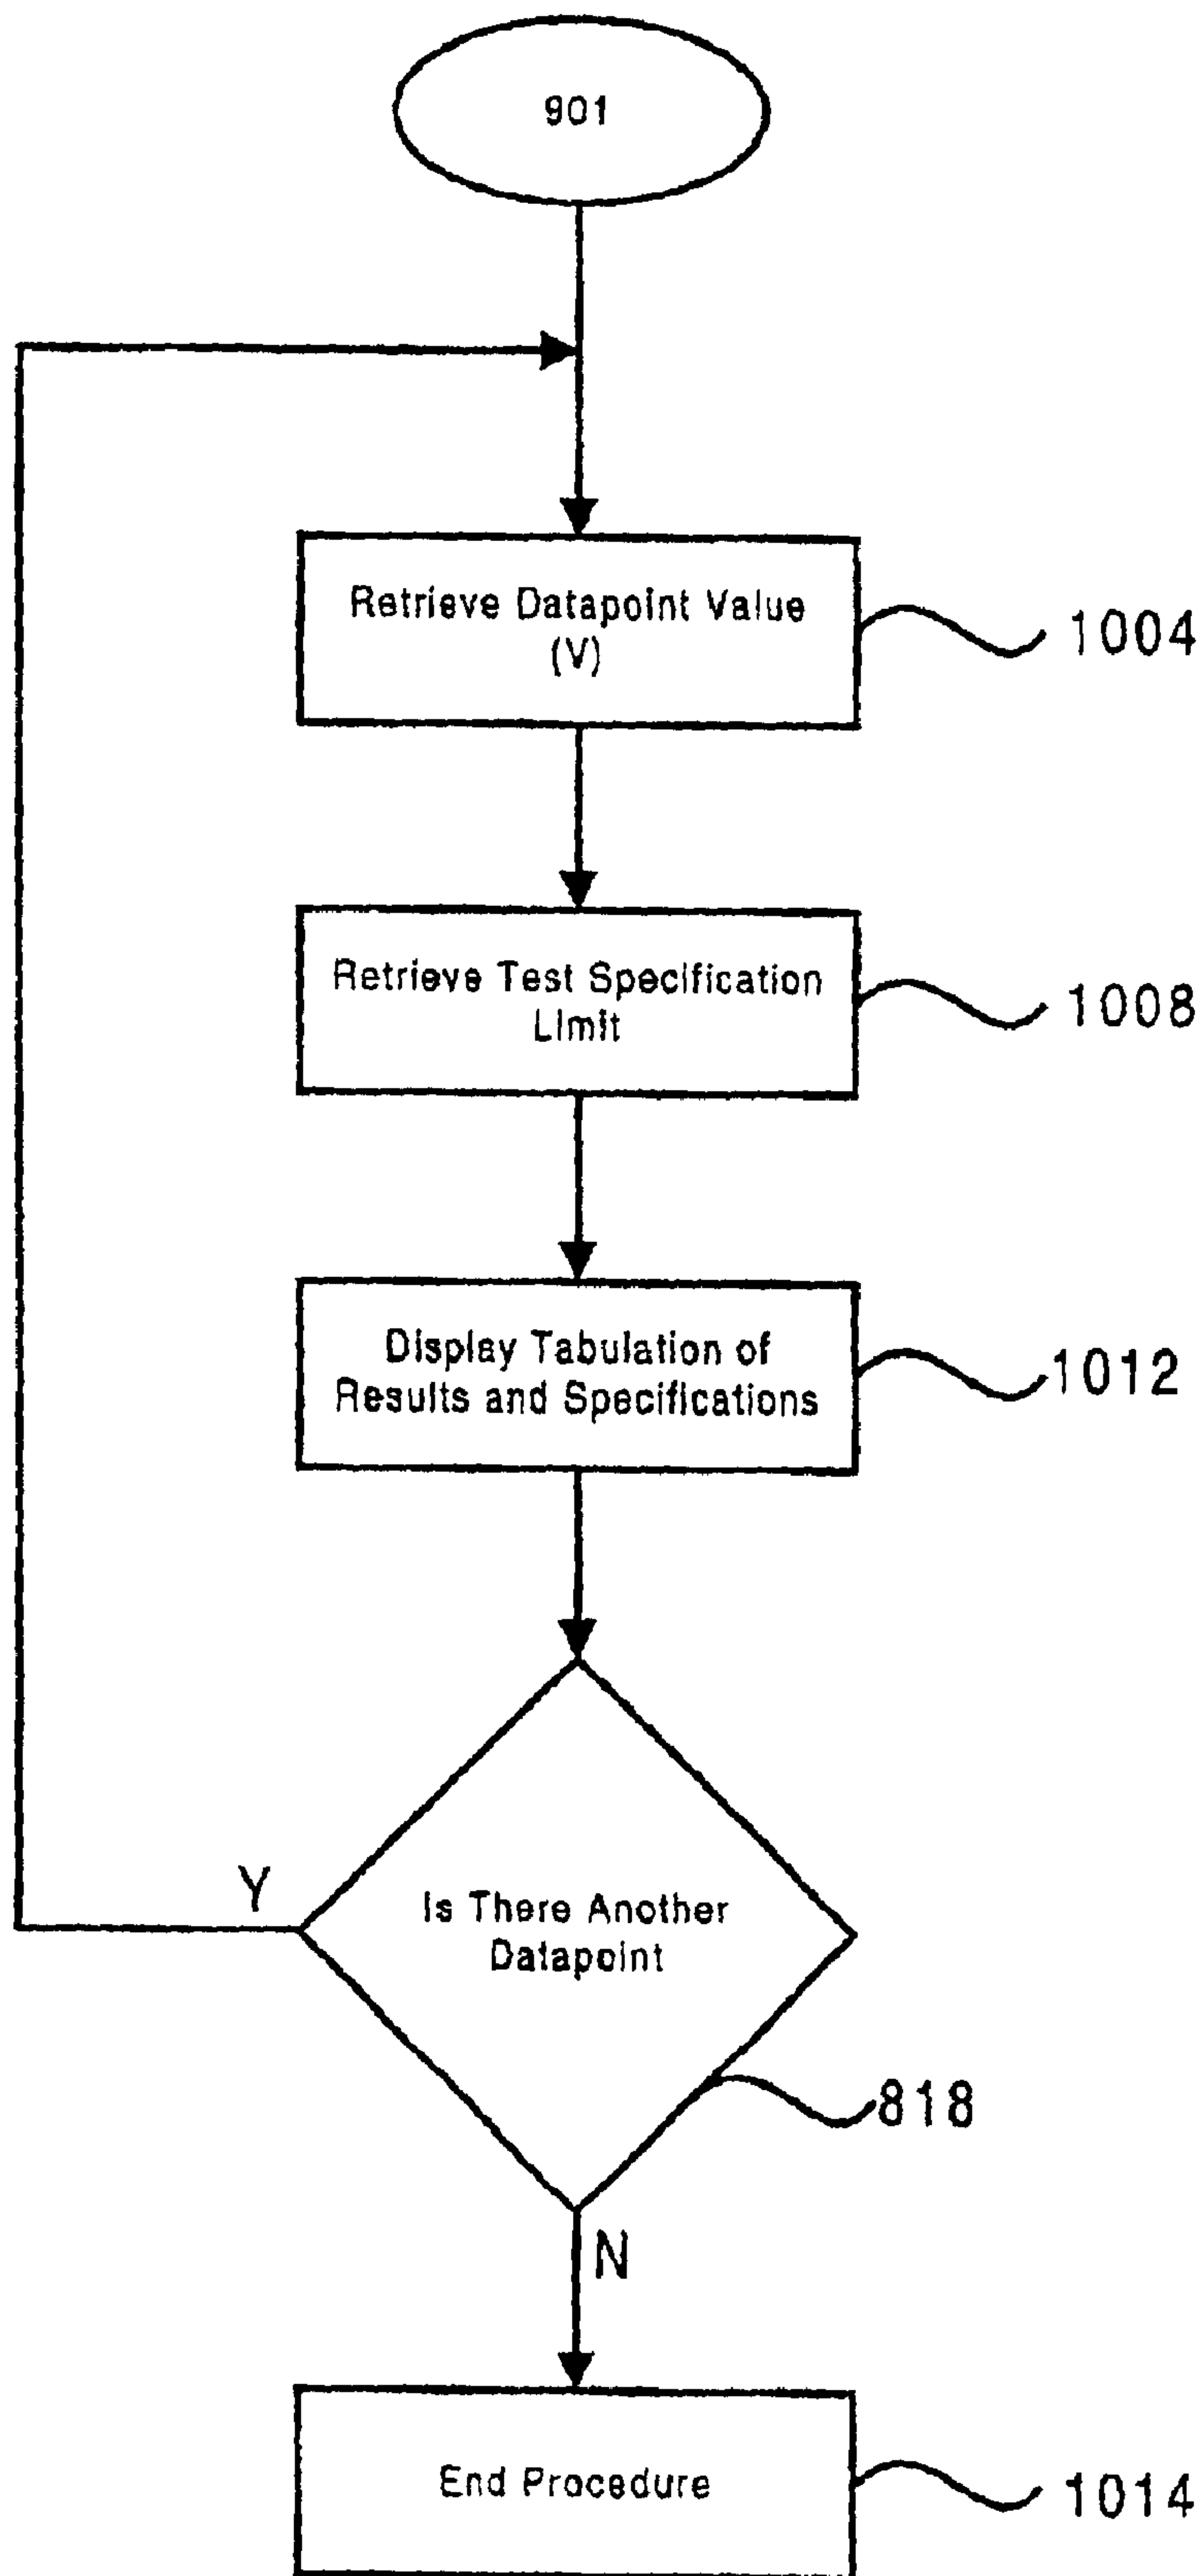 901
Retrieve Datapoint Value
(V)
1004
Retrieve Test Specification
Limit
1008
Display Tabulation of
Results and Specifications
1012
Y
Is There Another
Datapoint
818
N
End Procedure
1014